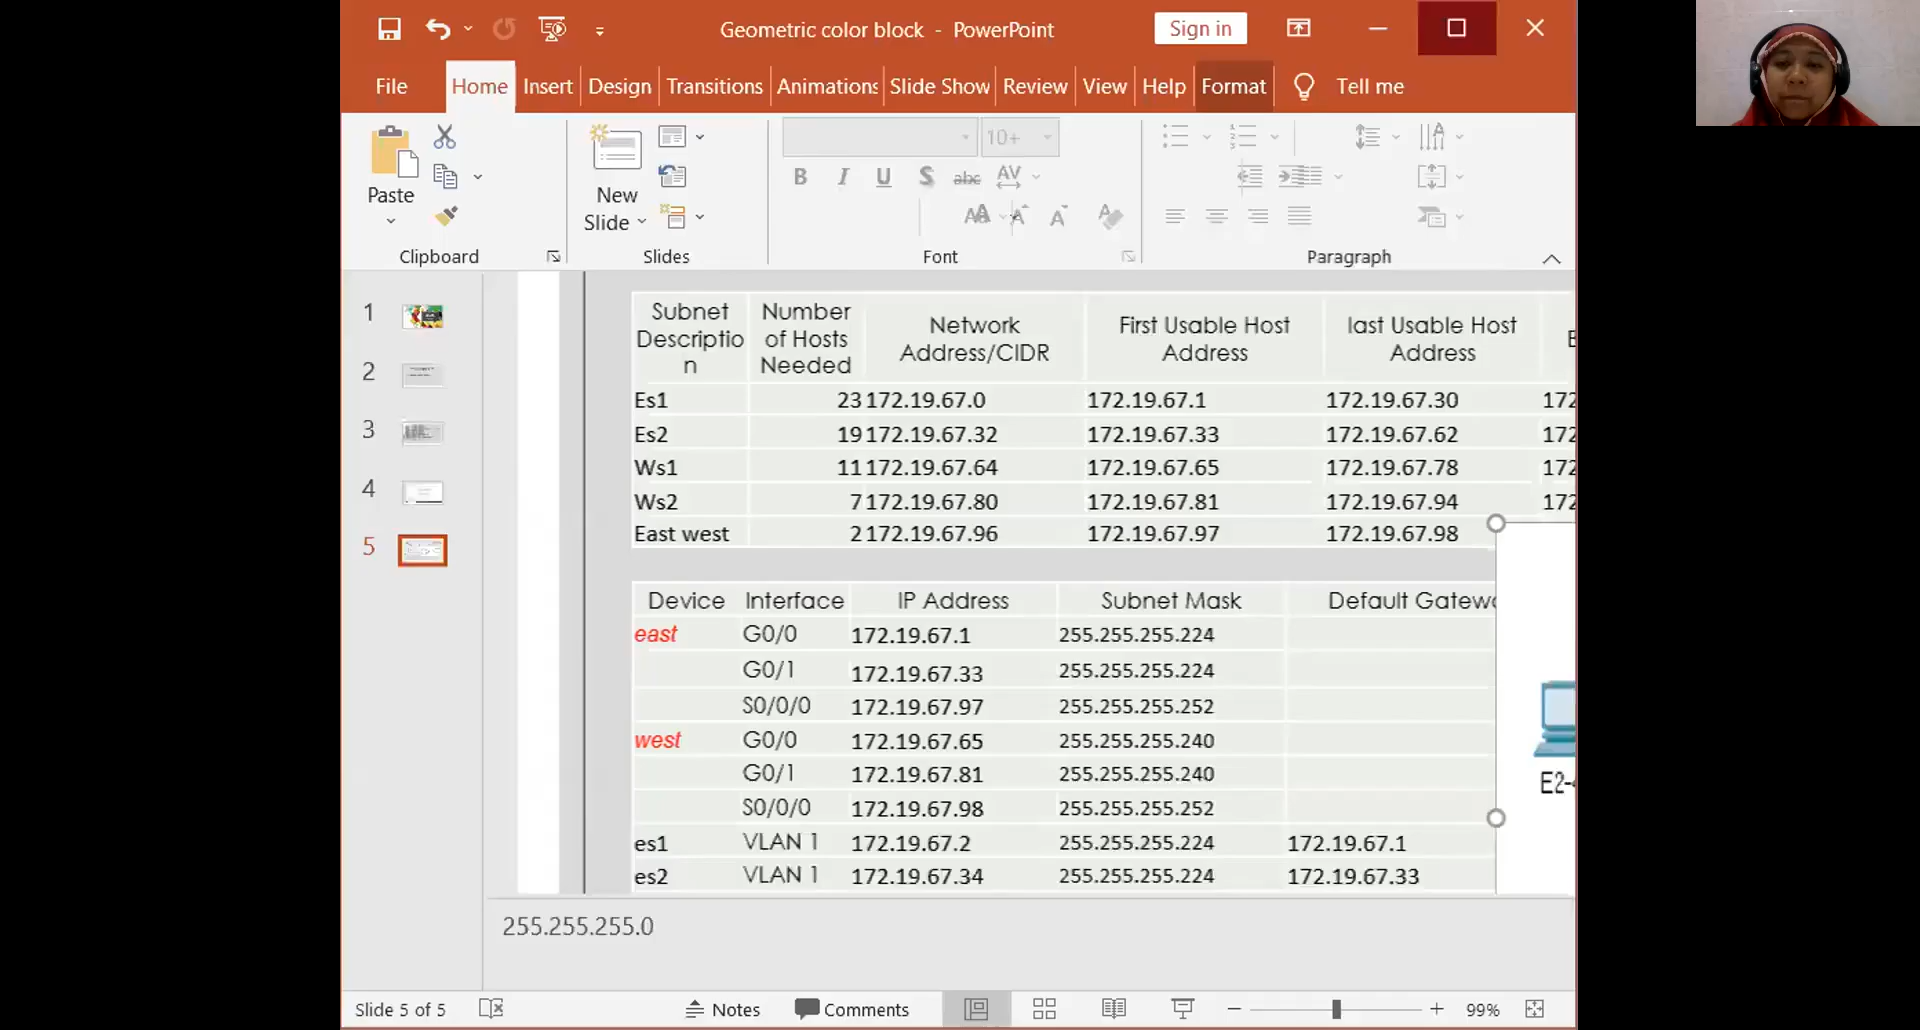 Geometric color block - PowerPoint
Sign in
File Home Insert Design Transitions Animations Slide Show Review View Help Format Tell me
Paste
New
Slide
10+
B I U S abc AV
Clipboard Slides Font Paragraph
1
2
3
4
5
Subnet Descriptio n Number of Hosts Needed Network Address/CIDR First Usable Host Address last Usable Host Address
Es1 23 172.19.67.0 172.19.67.1 172.19.67.30 172
Es2 19 172.19.67.32 172.19.67.33 172.19.67.62 172
Ws1 11 172.19.67.64 172.19.67.65 172.19.67.78 172
Ws2 7 172.19.67.80 172.19.67.81 172.19.67.94 172
East west 2 172.19.67.96 172.19.67.97 172.19.67.98
Device Interface IP Address Subnet Mask Default Gatew
east G0/0 172.19.67.1 255.255.255.224
G0/1 172.19.67.33 255.255.255.224
S0/0/0 172.19.67.97 255.255.255.252
west G0/0 172.19.67.65 255.255.255.240
G0/1 172.19.67.81 255.255.255.240
S0/0/0 172.19.67.98 255.255.255.252
es1 VLAN 1 172.19.67.2 255.255.255.224 172.19.67.1
es2 VLAN 1 172.19.67.34 255.255.255.224 172.19.67.33
E2-
255.255.255.0
Slide 5 of 5 Notes Comments 99%